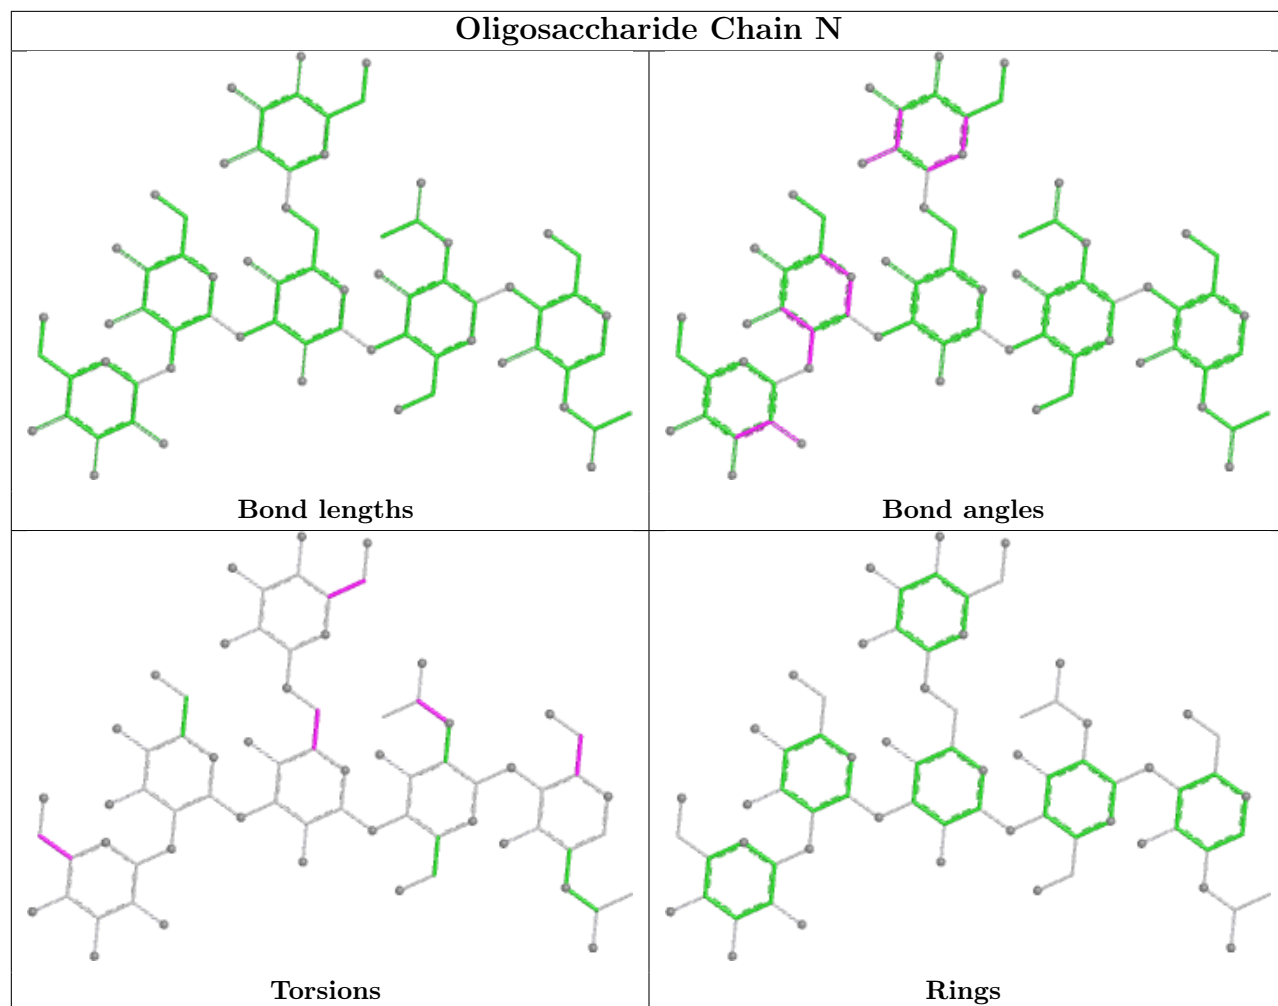 Oligosaccharide Chain N
Bond lengths
Bond angles
Torsions
Rings